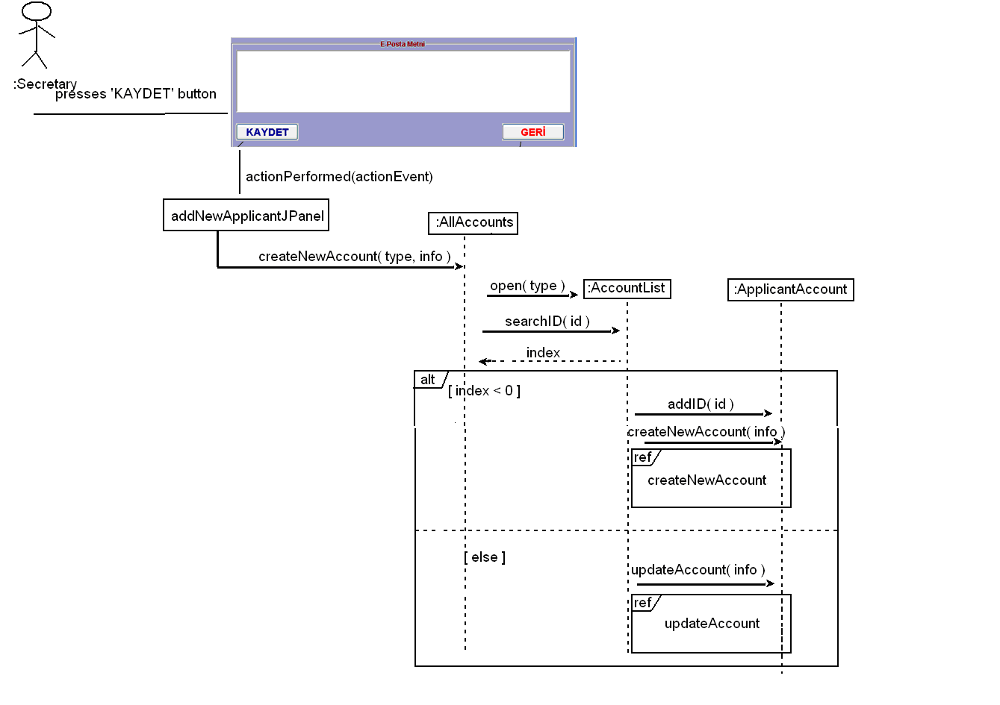 :Secretary
presses 'KAYDET' button
E-Posta Metni
KAYDET
GERİ
actionPerformed(actionEvent)
addNewApplicantJPanel
:AllAccounts
createNewAccount( type, info )
open( type )
:AccountList
:ApplicantAccount
searchID( id )
index
alt
[ index < 0 ]
addID( id )
createNewAccount( info )
ref
createNewAccount
[ else ]
updateAccount( info )
ref
updateAccount